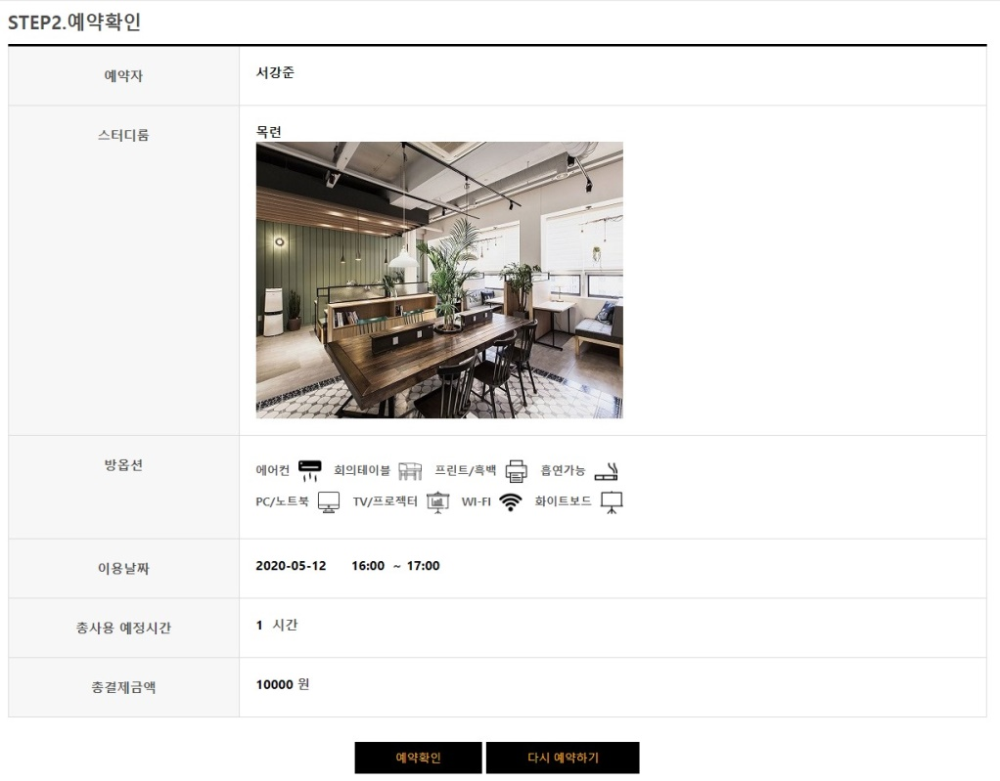 STEP2.예약확인
예약자 서강준
스터디룸 목련
방옵션 에어컨 회의테이블 프린트/흑백 흡연가능
PC/노트북 TV/프로젝터 WI-FI 화이트보드
이용날짜 2020-05-12 16:00 ~ 17:00
총사용 예정시간 1 시간
총결제금액 10000 원
예약확인 다시 예약하기